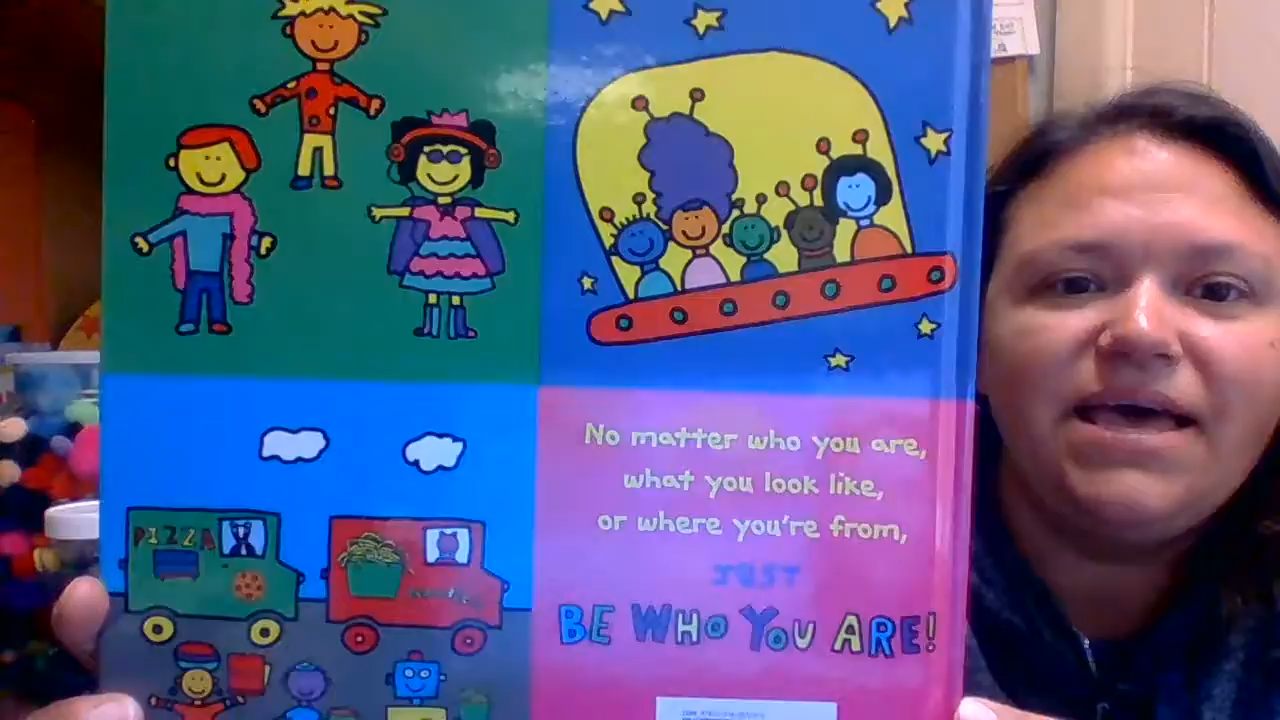 PIZZA
No matter who you are,
what you look like,
or where you're from,
JUST
BE WHO YOU ARE!